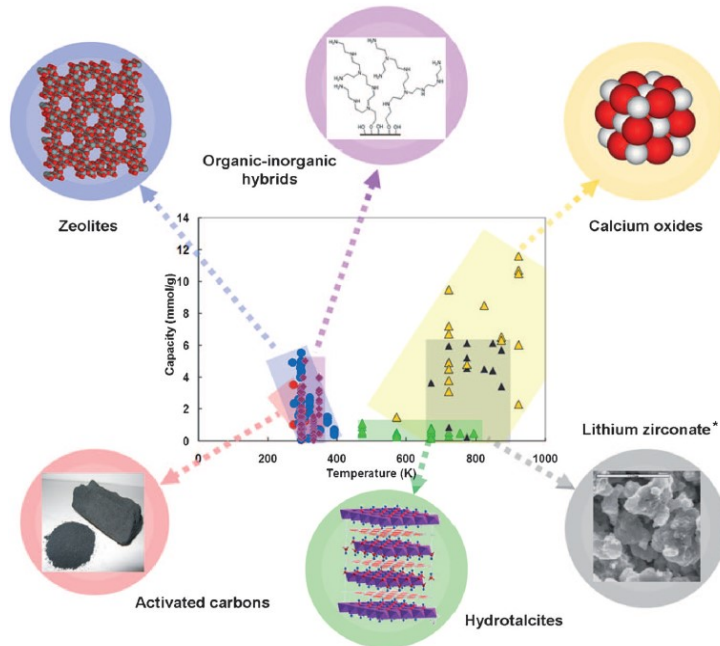 Organic-inorganic
hybrids
Zeolites
Calcium oxides
Capacity (mmol/g)
14
12
10
8
6
4
2
0
0
200
400
600
800
1000
Temperature (K)
Lithium zirconate*
Activated carbons
Hydrotalcites